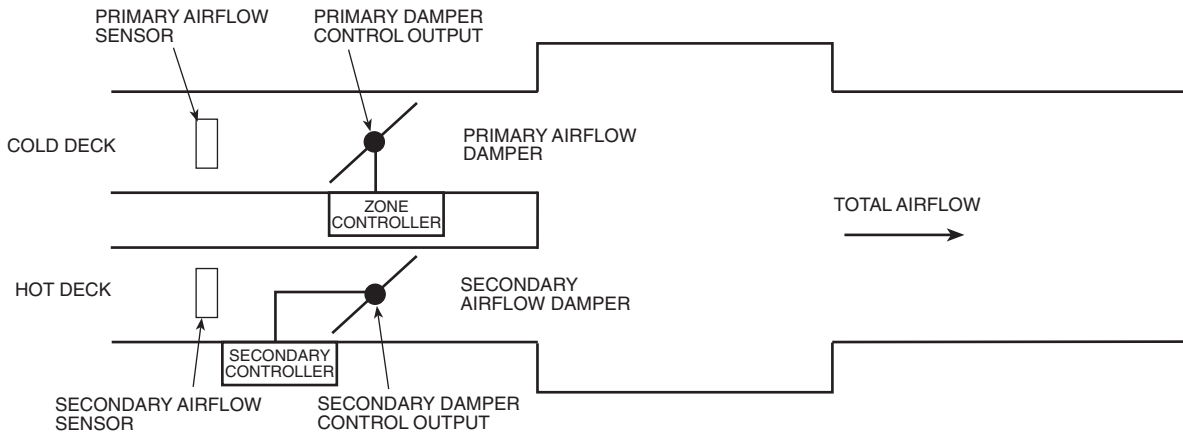 PRIMARY AIRFLOW
SENSOR
PRIMARY DAMPER
CONTROL OUTPUT
COLD DECK
PRIMARY AIRFLOW
DAMPER
ZONE
CONTROLLER
TOTAL AIRFLOW
HOT DECK
SECONDARY
AIRFLOW DAMPER
SECONDARY
CONTROLLER
SECONDARY AIRFLOW
SENSOR
SECONDARY DAMPER
CONTROL OUTPUT